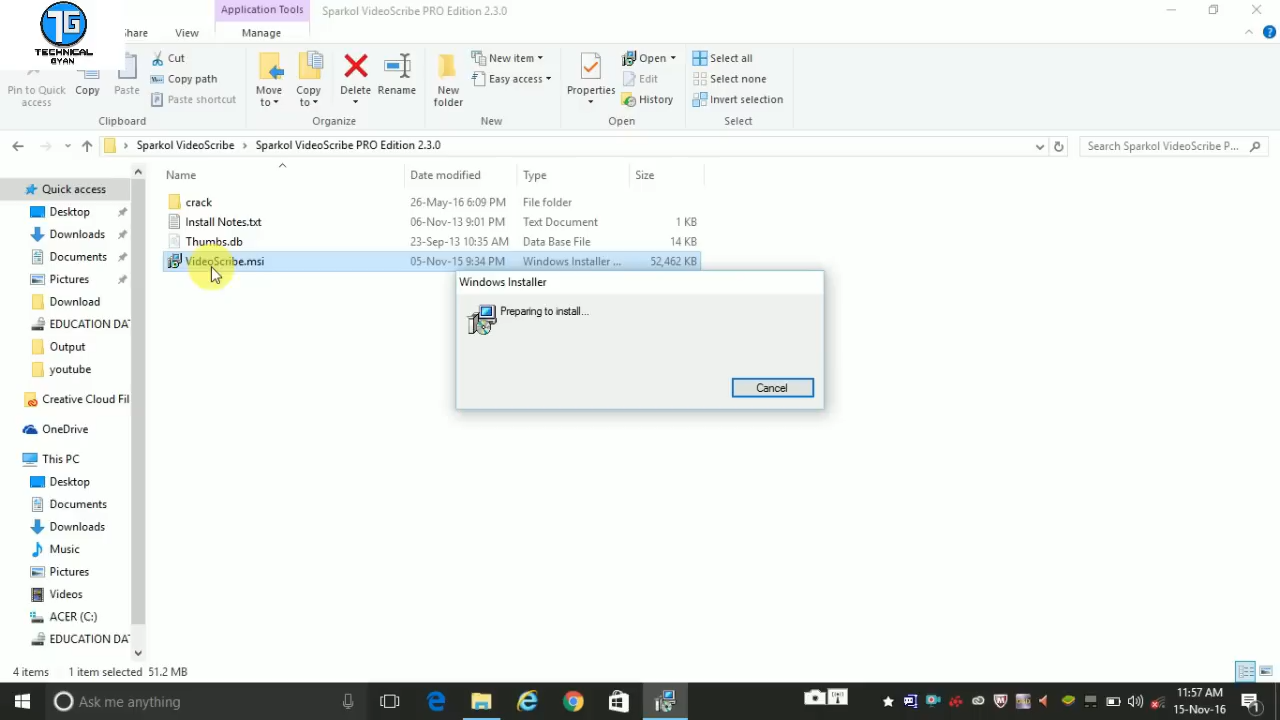 Application Tools
Sparkol VideoScribe PRO Edition 2.3.0
TG
TECHNICAL
GYAN
Share
View
Manage
Pin to Quick
access
Copy
Paste
Cut
Copy path
Paste shortcut
Clipboard
Move
to
Copy
to
Delete
Rename
Organize
New
folder
New item
Easy access
New
Properties
Open
Edit
History
Open
Select all
Select none
Invert selection
Select
Sparkol VideoScribe
Sparkol VideoScribe PRO Edition 2.3.0
Search Sparkol VideoScribe P...
Name
Date modified
Type
Size
crack
26-May-16 6:09 PM
File folder
Install Notes.txt
06-Nov-13 9:01 PM
Text Document
1 KB
Thumbs.db
23-Sep-13 10:35 AM
Data Base File
14 KB
VideoScribe.msi
05-Nov-15 9:34 PM
Windows Installer ...
52,462 KB
Quick access
Desktop
Downloads
Documents
Pictures
Download
EDUCATION DA
Output
youtube
Creative Cloud Fil
OneDrive
This PC
Desktop
Documents
Downloads
Music
Pictures
Videos
ACER (C:)
EDUCATION DA
Windows Installer
Preparing to install...
Cancel
4 items
1 item selected 51.2 MB
Ask me anything
11:57 AM
15-Nov-16